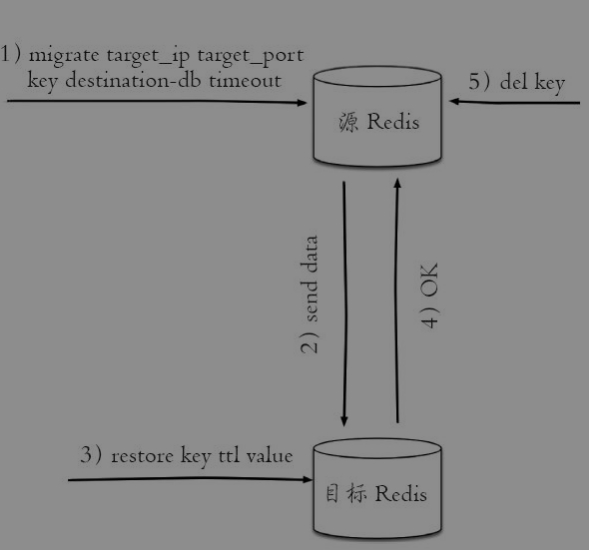 1) migrate target_ip target_port
key destination-db timeout
5) del key
源 Redis
2) send data
4) OK
3) restore key ttl value
目标 Redis